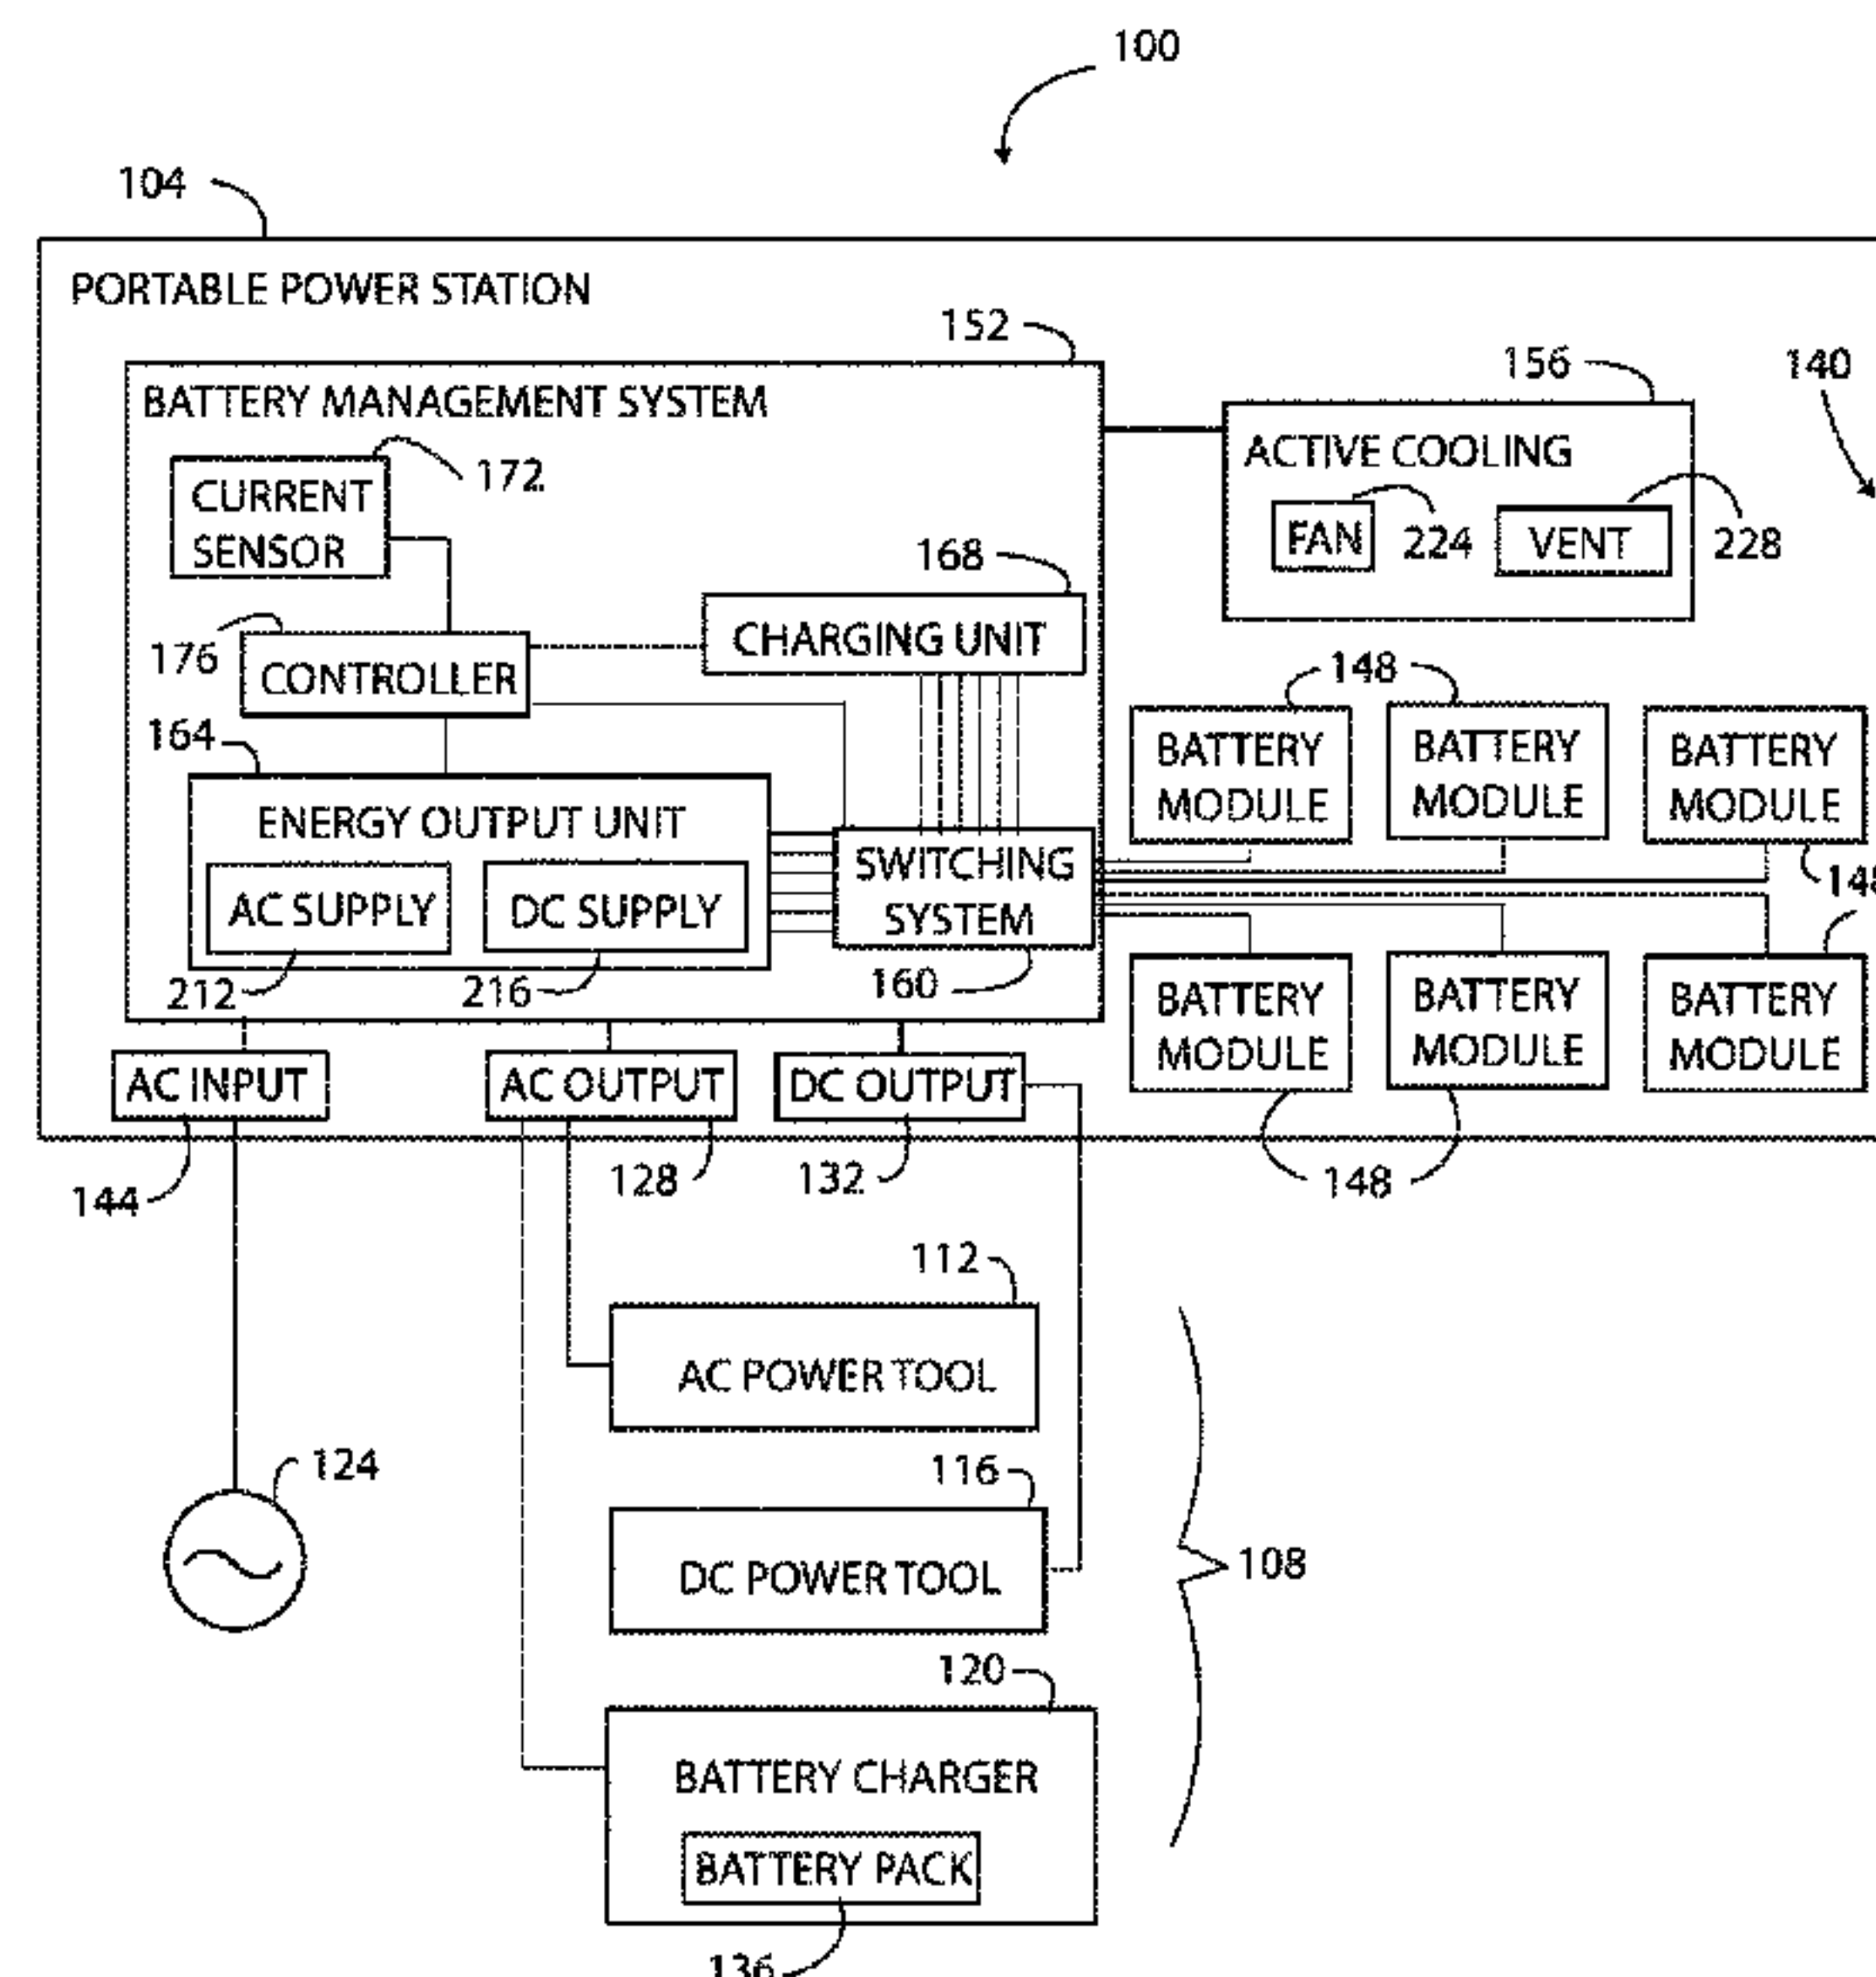 100
104
PORTABLE POWER STATION
152
156
140
BATTERY MANAGEMENT SYSTEM
ACTIVE COOLING
172
CURRENT
SENSOR
FAN
224
VENT
228
168
CHARGING UNIT
176
CONTROLLER
148
164
BATTERY
MODULE
BATTERY
MODULE
BATTERY
MODULE
ENERGY OUTPUT UNIT
SWITCHING
SYSTEM
148
AC SUPPLY
DC SUPPLY
212
216
160
BATTERY
MODULE
BATTERY
MODULE
BATTERY
MODULE
AC INPUT
AC OUTPUT
DC OUTPUT
144
128
132
148
112
AC POWER TOOL
124
116
DC POWER TOOL
108
120
BATTERY CHARGER
BATTERY PACK
136